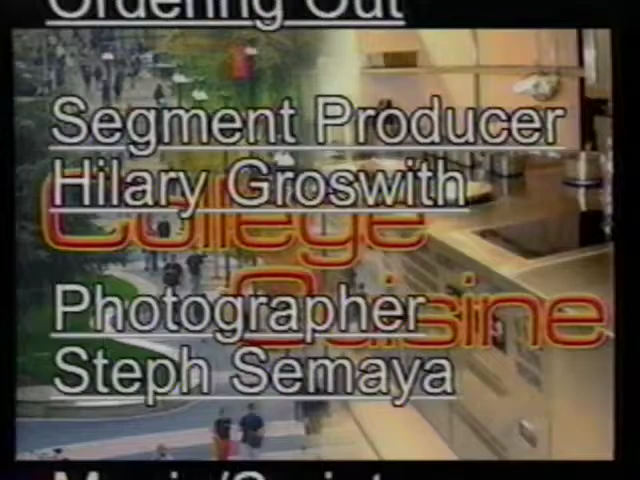 Ordering Out
Segment Producer
Hilary Groswith
College
Cuisine
Photographer
Steph Semaya